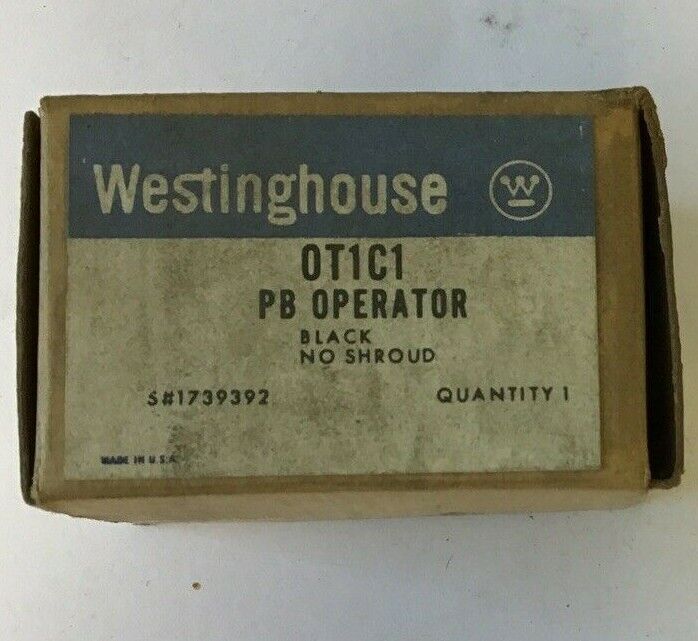 Westinghouse W
OT1C1
PB OPERATOR
BLACK
NO SHROUD
S#1739392 QUANTITY 1
MADE IN U.S.A.